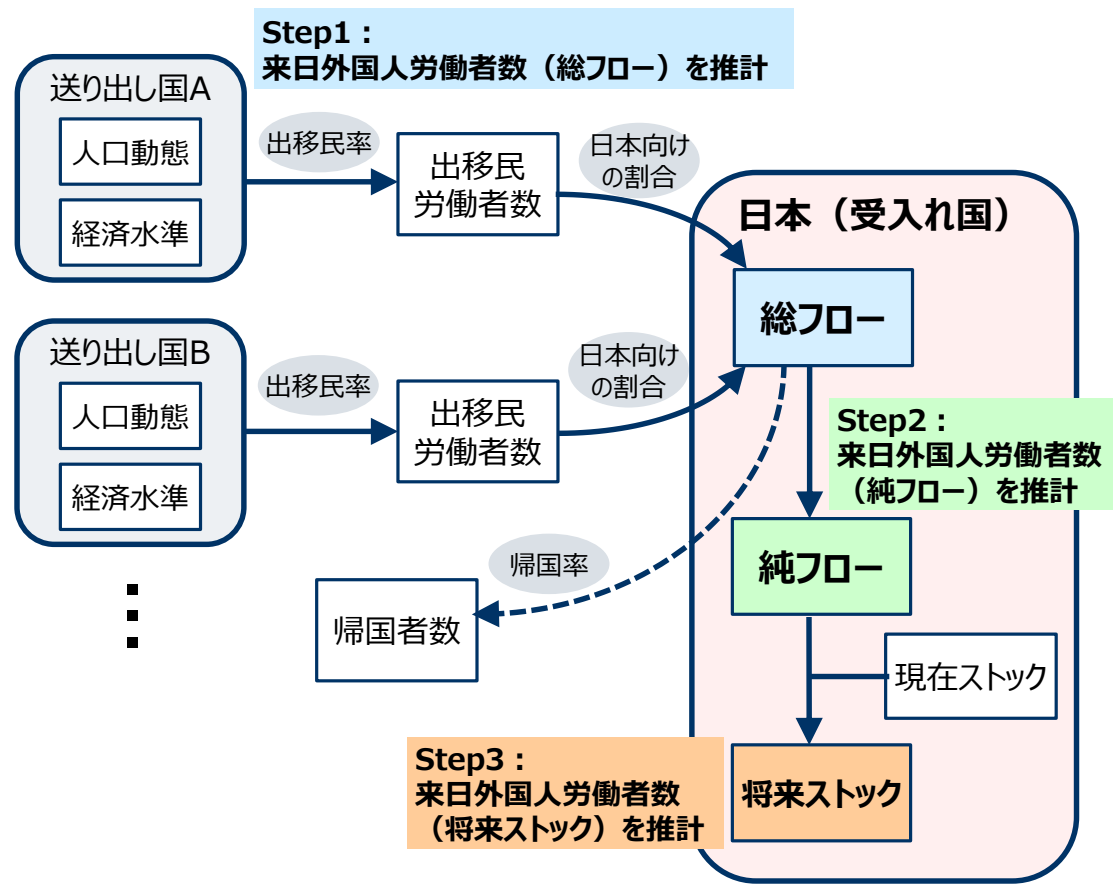 Step1：
来日外国人労働者数（総フロー）を推計
送り出し国A
人口動態
経済水準
出移民率
出移民
労働者数
日本向け
の割合
日本（受入れ国）
総フロー
送り出し国B
人口動態
経済水準
出移民率
出移民
労働者数
日本向け
の割合
Step2：
来日外国人労働者数
（純フロー）を推計
純フロー
帰国率
帰国者数
現在ストック
Step3：
来日外国人労働者数
（将来ストック）を推計
将来ストック